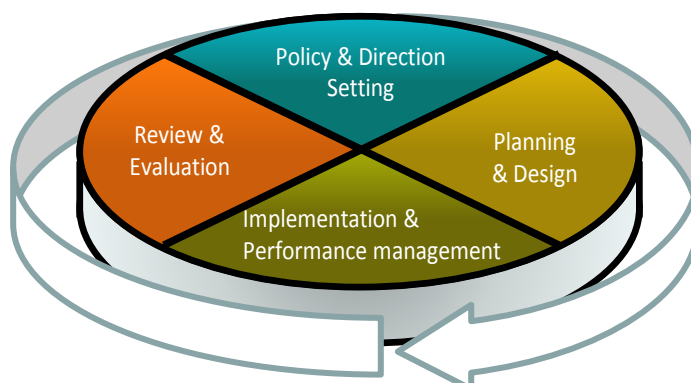 Policy & Direction
Setting
Review &
Evaluation
Planning
& Design
Implementation &
Performance management